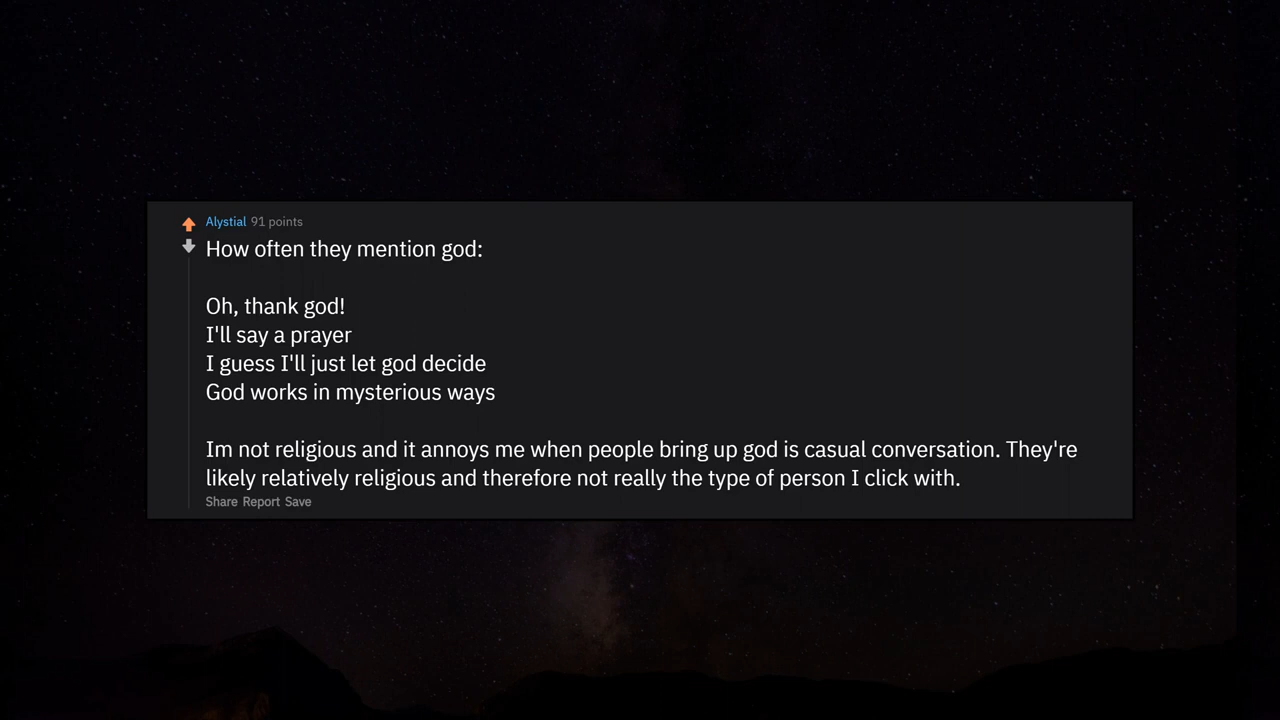 Alystial 91 points
How often they mention god:
Oh, thank god!
I'll say a prayer
I guess I'll just let god decide
God works in mysterious ways
Im not religious and it annoys me when people bring up god is casual conversation. They're
likely relatively religious and therefore not really the type of person I click with.
Share Report Save